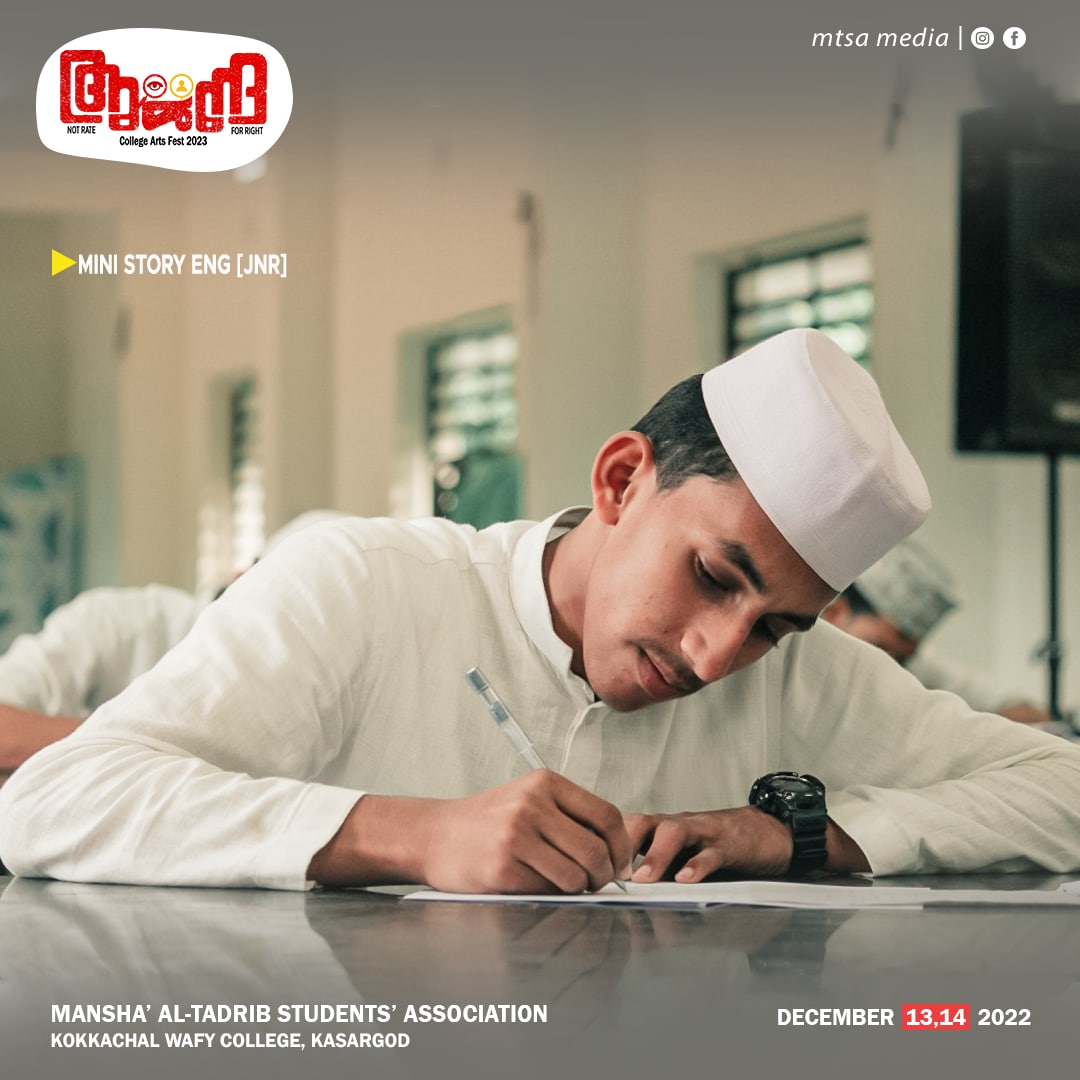 mtsa media |
NOT RATE
FOR RIGHT
College Arts Fest 2023
MINI STORY ENG [JNR]
MANSHA' AL-TADRIB STUDENTS' ASSOCIATION
KOKKACHAL WAFY COLLEGE, KASARGOD
DECEMBER 13,14 2022